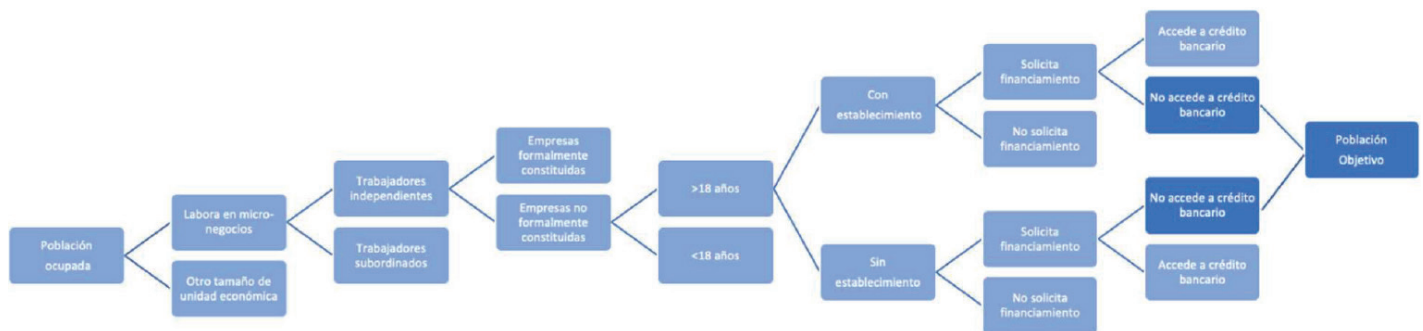 Población
ocupada
Labora en micro-
negocios
Otro tamaño de
unidad económica
Trabajadores
independientes
Trabajadores
subordinados
Empresas
formalmente
constituidas
Empresas no
formalmente
constituidas
>18 años
<18 años
Con
establecimiento
Sin
establecimiento
Solicita
financiamiento
No solicita
financiamiento
Solicita
financiamiento
No solicita
financiamiento
Accede a crédito
bancario
No accede a crédito
bancario
No accede a crédito
bancario
Accede a crédito
bancario
Población
Objetivo